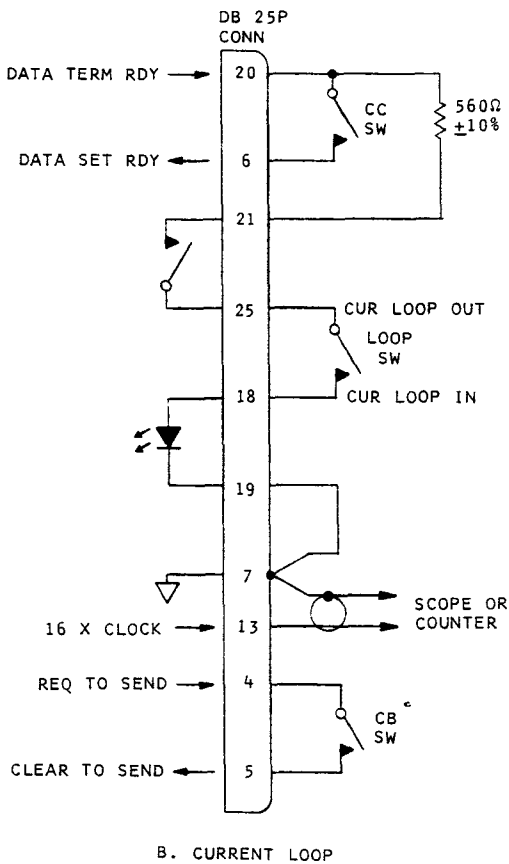 DB 25P
CONN
DATA TERM RDY
20
CC
SW
560Ω
±10%
DATA SET RDY
6
21
25
CUR LOOP OUT
LOOP
SW
18
CUR LOOP IN
19
7
SCOPE OR
COUNTER
16 X CLOCK
13
REQ TO SEND
4
CB
SW
CLEAR TO SEND
5
B. CURRENT LOOP